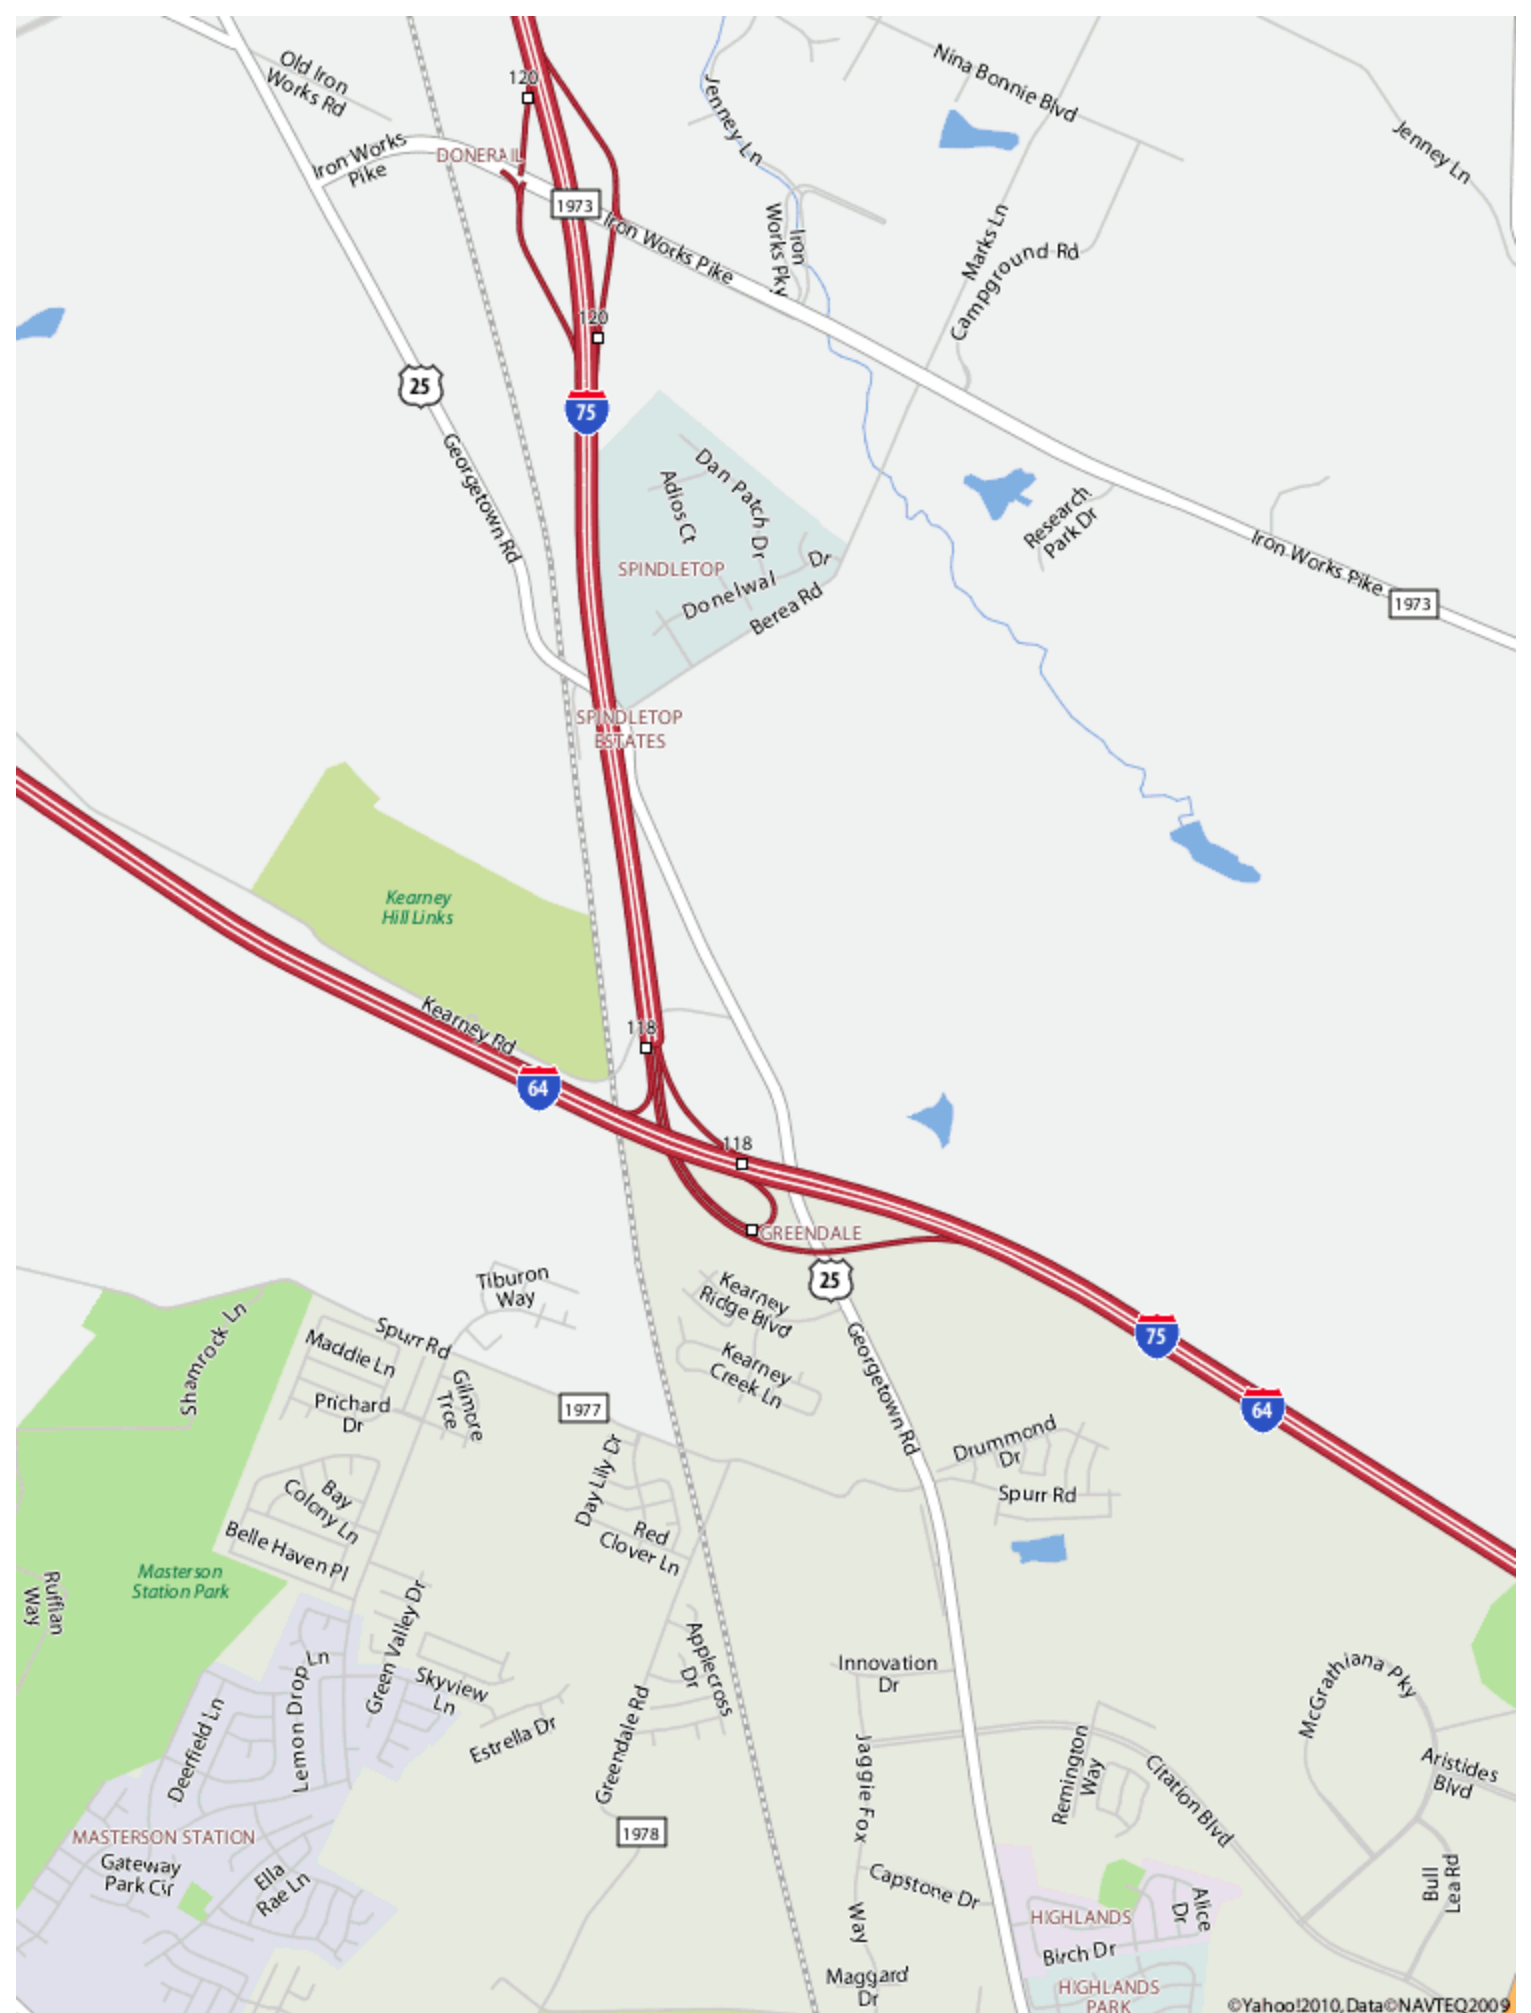 Nina Bonnie Blvd
Old Iron
Works Rd
120
Jenney Ln
Jenney Ln
Iron Works
Pike
DONERAIL
1973
Iron Works Pike
Iron
Works Pky
Marks Ln
Campground Rd
120
25
75
Georgetown Rd
Dan Patch Dr
Adios Ct
SPINDLETOP
Donelwal Dr
Berea Rd
Research
Park Dr
Iron Works Pike
1973
SPINDLETOP
ESTATES
Kearney
Hill Links
Kearney Rd
118
64
118
GREENDALE
25
Tiburon
Way
Kearney
Ridge Blvd
Shamrock Ln
Spurr Rd
Maddie Ln
Kearney
Creek Ln
Georgetown Rd
75
64
Prichard
Dr
Gilmore
Trce
1977
Day Lily Dr
Drummond
Dr
Spurr Rd
Bay
Colony Ln
Red
Clover Ln
Belle Haven Pl
Masterson
Station Park
Ruffian
Way
Green Valley Dr
Lemon Drop Ln
Skyview
Ln
Deerfield Ln
Estrella Dr
Applecross
Dr
Greendale Rd
Innovation
Dr
McGrathiana Pky
Jaggie Fox Way
Remington
Way
Citation Blvd
Aristides
Blvd
1978
MASTERSON STATION
Gateway
Park Cir
Ella
Rae Ln
Capstone Dr
HIGHLANDS
Alice
Dr
Bull
Lea Rd
Birch Dr
Maggard
Dr
HIGHLANDS
PARK
©Yahoo!2010, Data©NAVTEQ2009